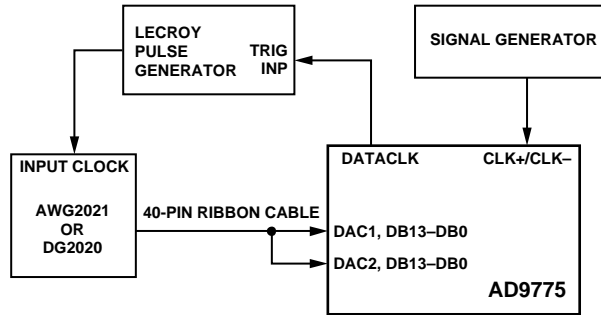 LECROY
PULSE
GENERATOR
TRIG
INP
SIGNAL GENERATOR
INPUT CLOCK
AWG2021
OR
DG2020
40-PIN RIBBON CABLE
DATACLK
CLK+/CLK–
DAC1, DB13–DB0
DAC2, DB13–DB0
AD9775